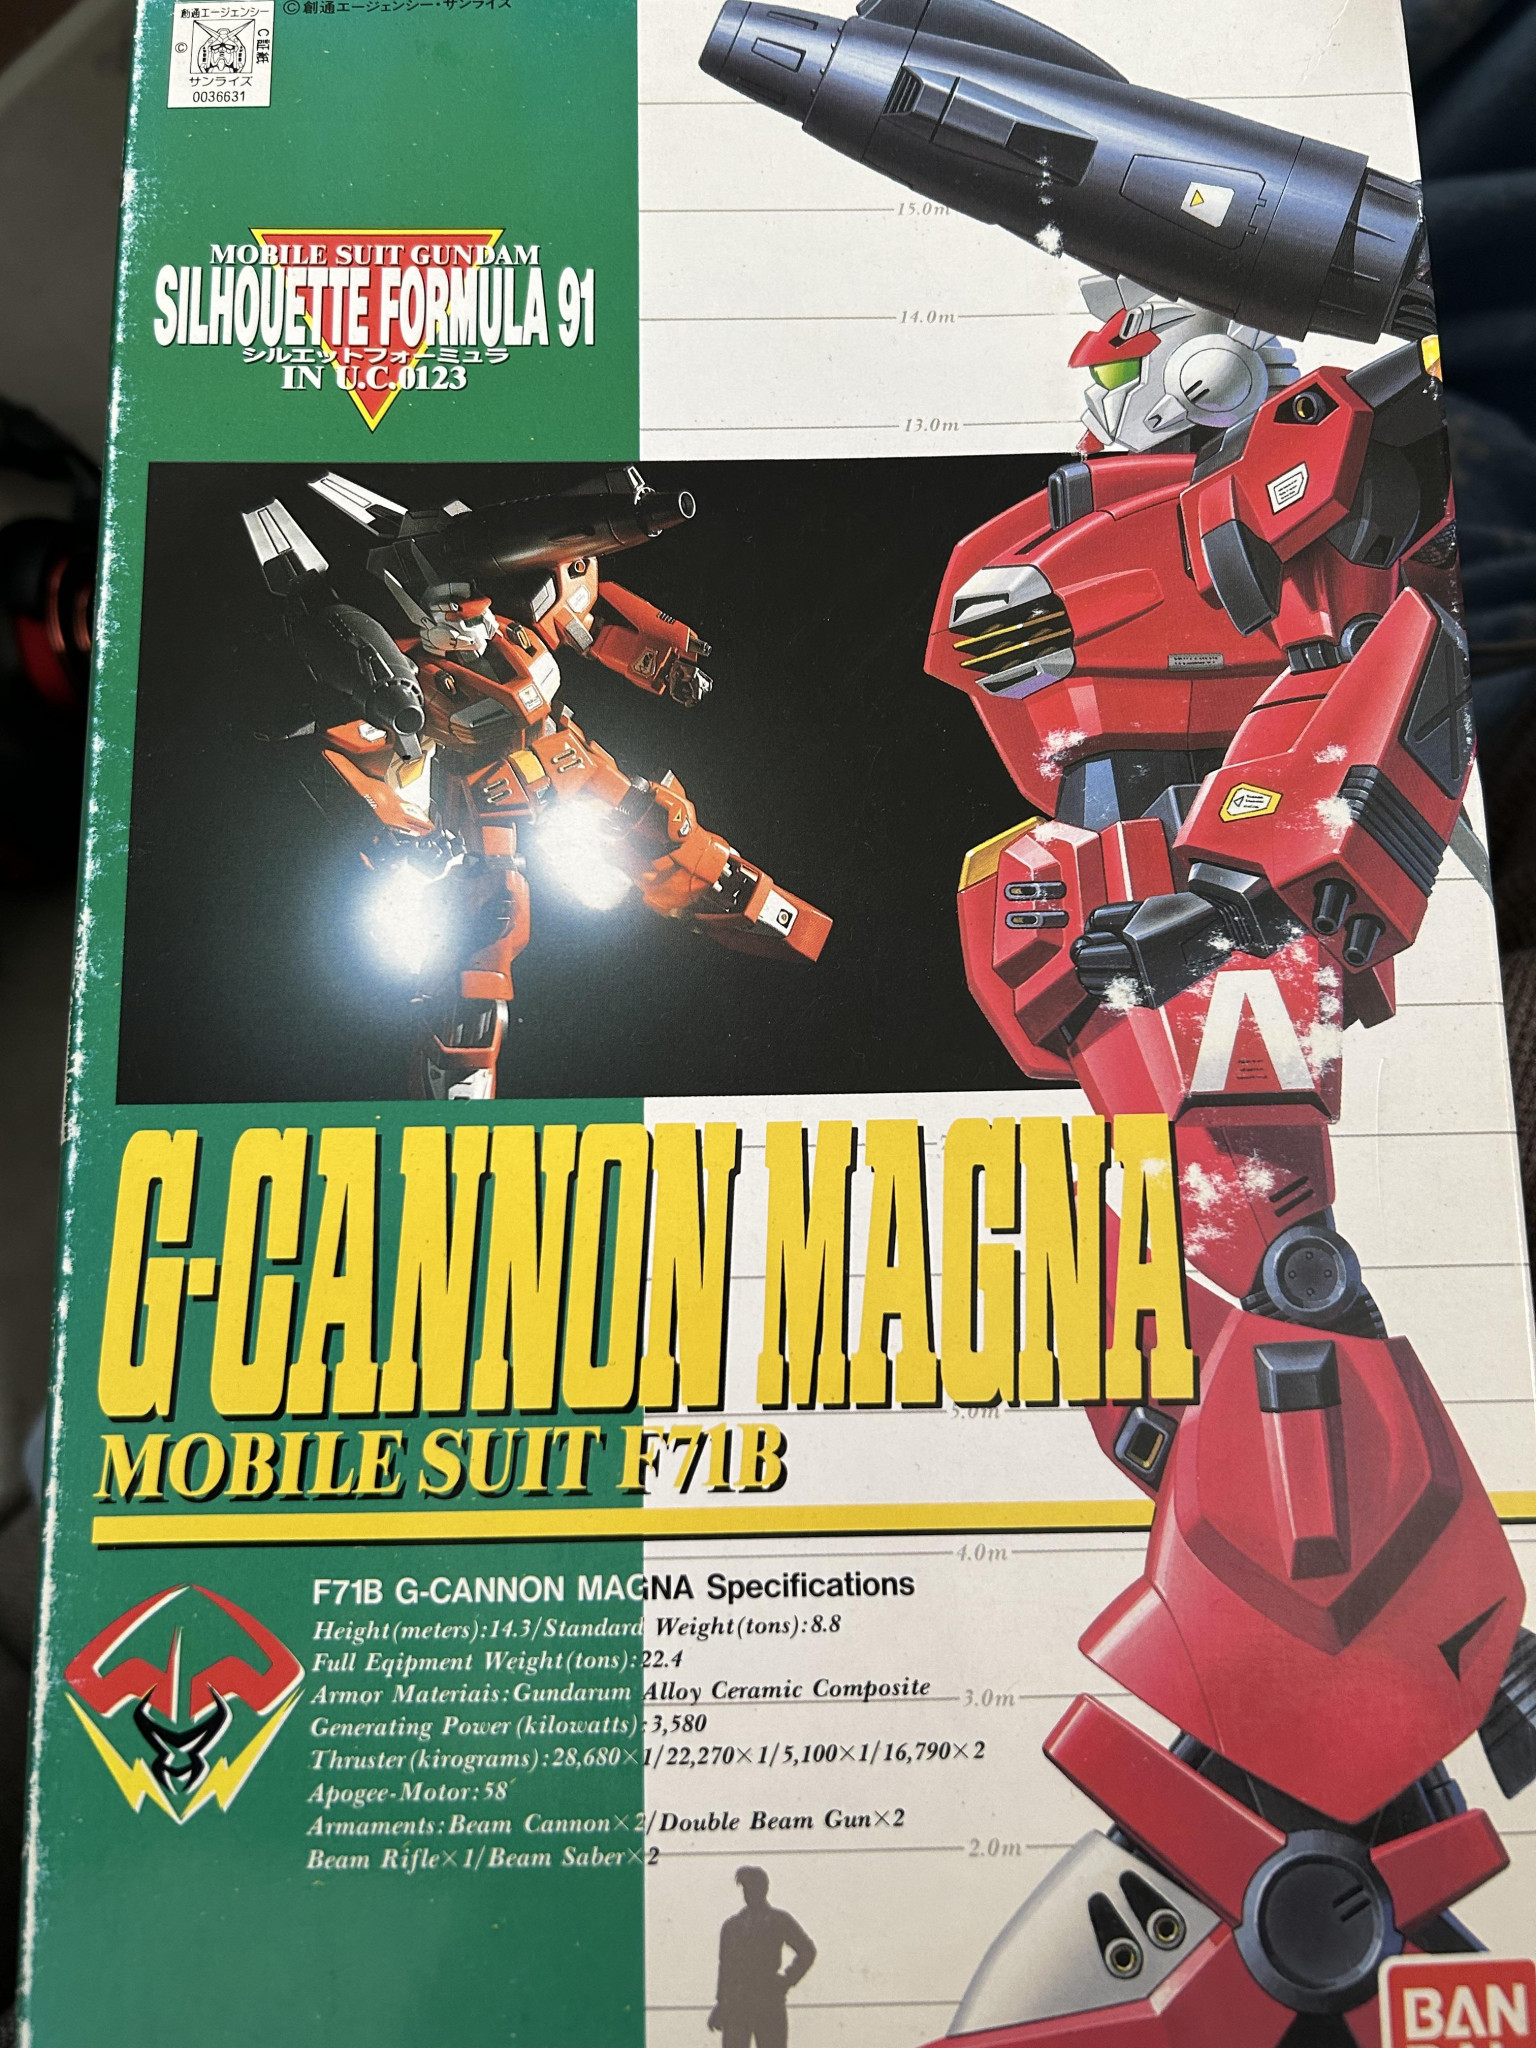 ©創通エージェンシー・サンライズ
創通エージェンシー
©
C証紙
サンライズ
0036631
MOBILE SUIT GUNDAM
SILHOUETTE FORMULA 91
シルエットフォーミュラ
IN U.C.0123
15.0m
14.0m
13.0m
A
G-CANNON MAGNA
5.0m
MOBILE SUIT F71B
4.0m
F71B G-CANNON MAGNA Specifications
Height(meters):14.3/Standard Weight(tons):8.8
Full Eqipment Weight(tons):22.4
Armor Materiais:Gundarum Alloy Ceramic Composite
3.0m
Generating Power(kilowatts):3,580
Thruster(kirograms):28,680×1/22,270×1/5,100×1/16,790×2
Apogee-Motor:58
Armaments:Beam Cannon×2/Double Beam Gun×2
2.0m
Beam Rifle×1/Beam Saber×2
BAN